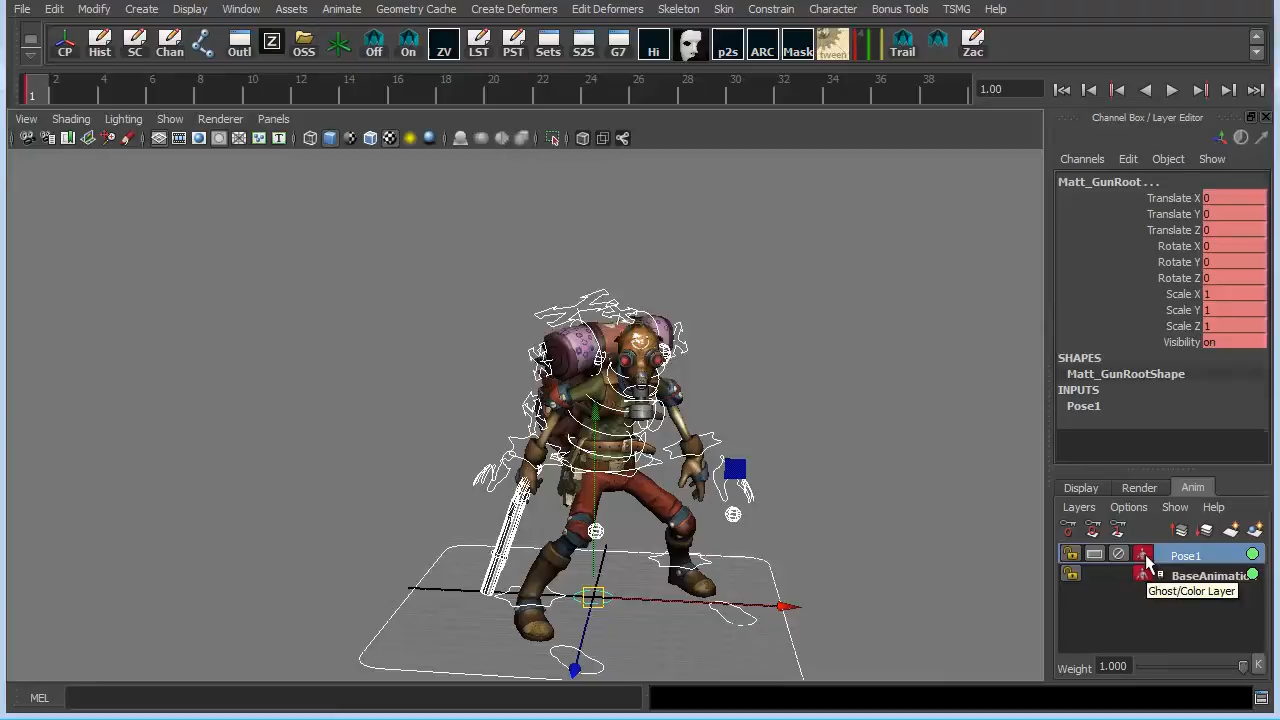 File Edit Modify Create Display Window Assets Animate Geometry Cache Create Deformers Edit Deformers Skeleton Skin Constrain Character Bonus Tools TSMG Help
CP Hist SC Chan Outl Z OSS Off On ZV LST PST Sets S2S G7 Hi p2s ARC Mask tween Trail Zac
2 4 6 8 10 12 14 16 18 20 22 24 26 28 30 32 34 36 38
1 1.00
View Shading Lighting Show Renderer Panels
Channel Box / Layer Editor
Channels Edit Object Show
Matt_GunRoot...
Translate X 0
Translate Y 0
Translate Z 0
Rotate X 0
Rotate Y 0
Rotate Z 0
Scale X 1
Scale Y 1
Scale Z 1
Visibility on
SHAPES
Matt_GunRootShape
INPUTS
Pose1
Display Render Anim
Layers Options Show Help
Pose1
BaseAnimatio
Ghost/Color Layer
Weight 1.000 K
MEL